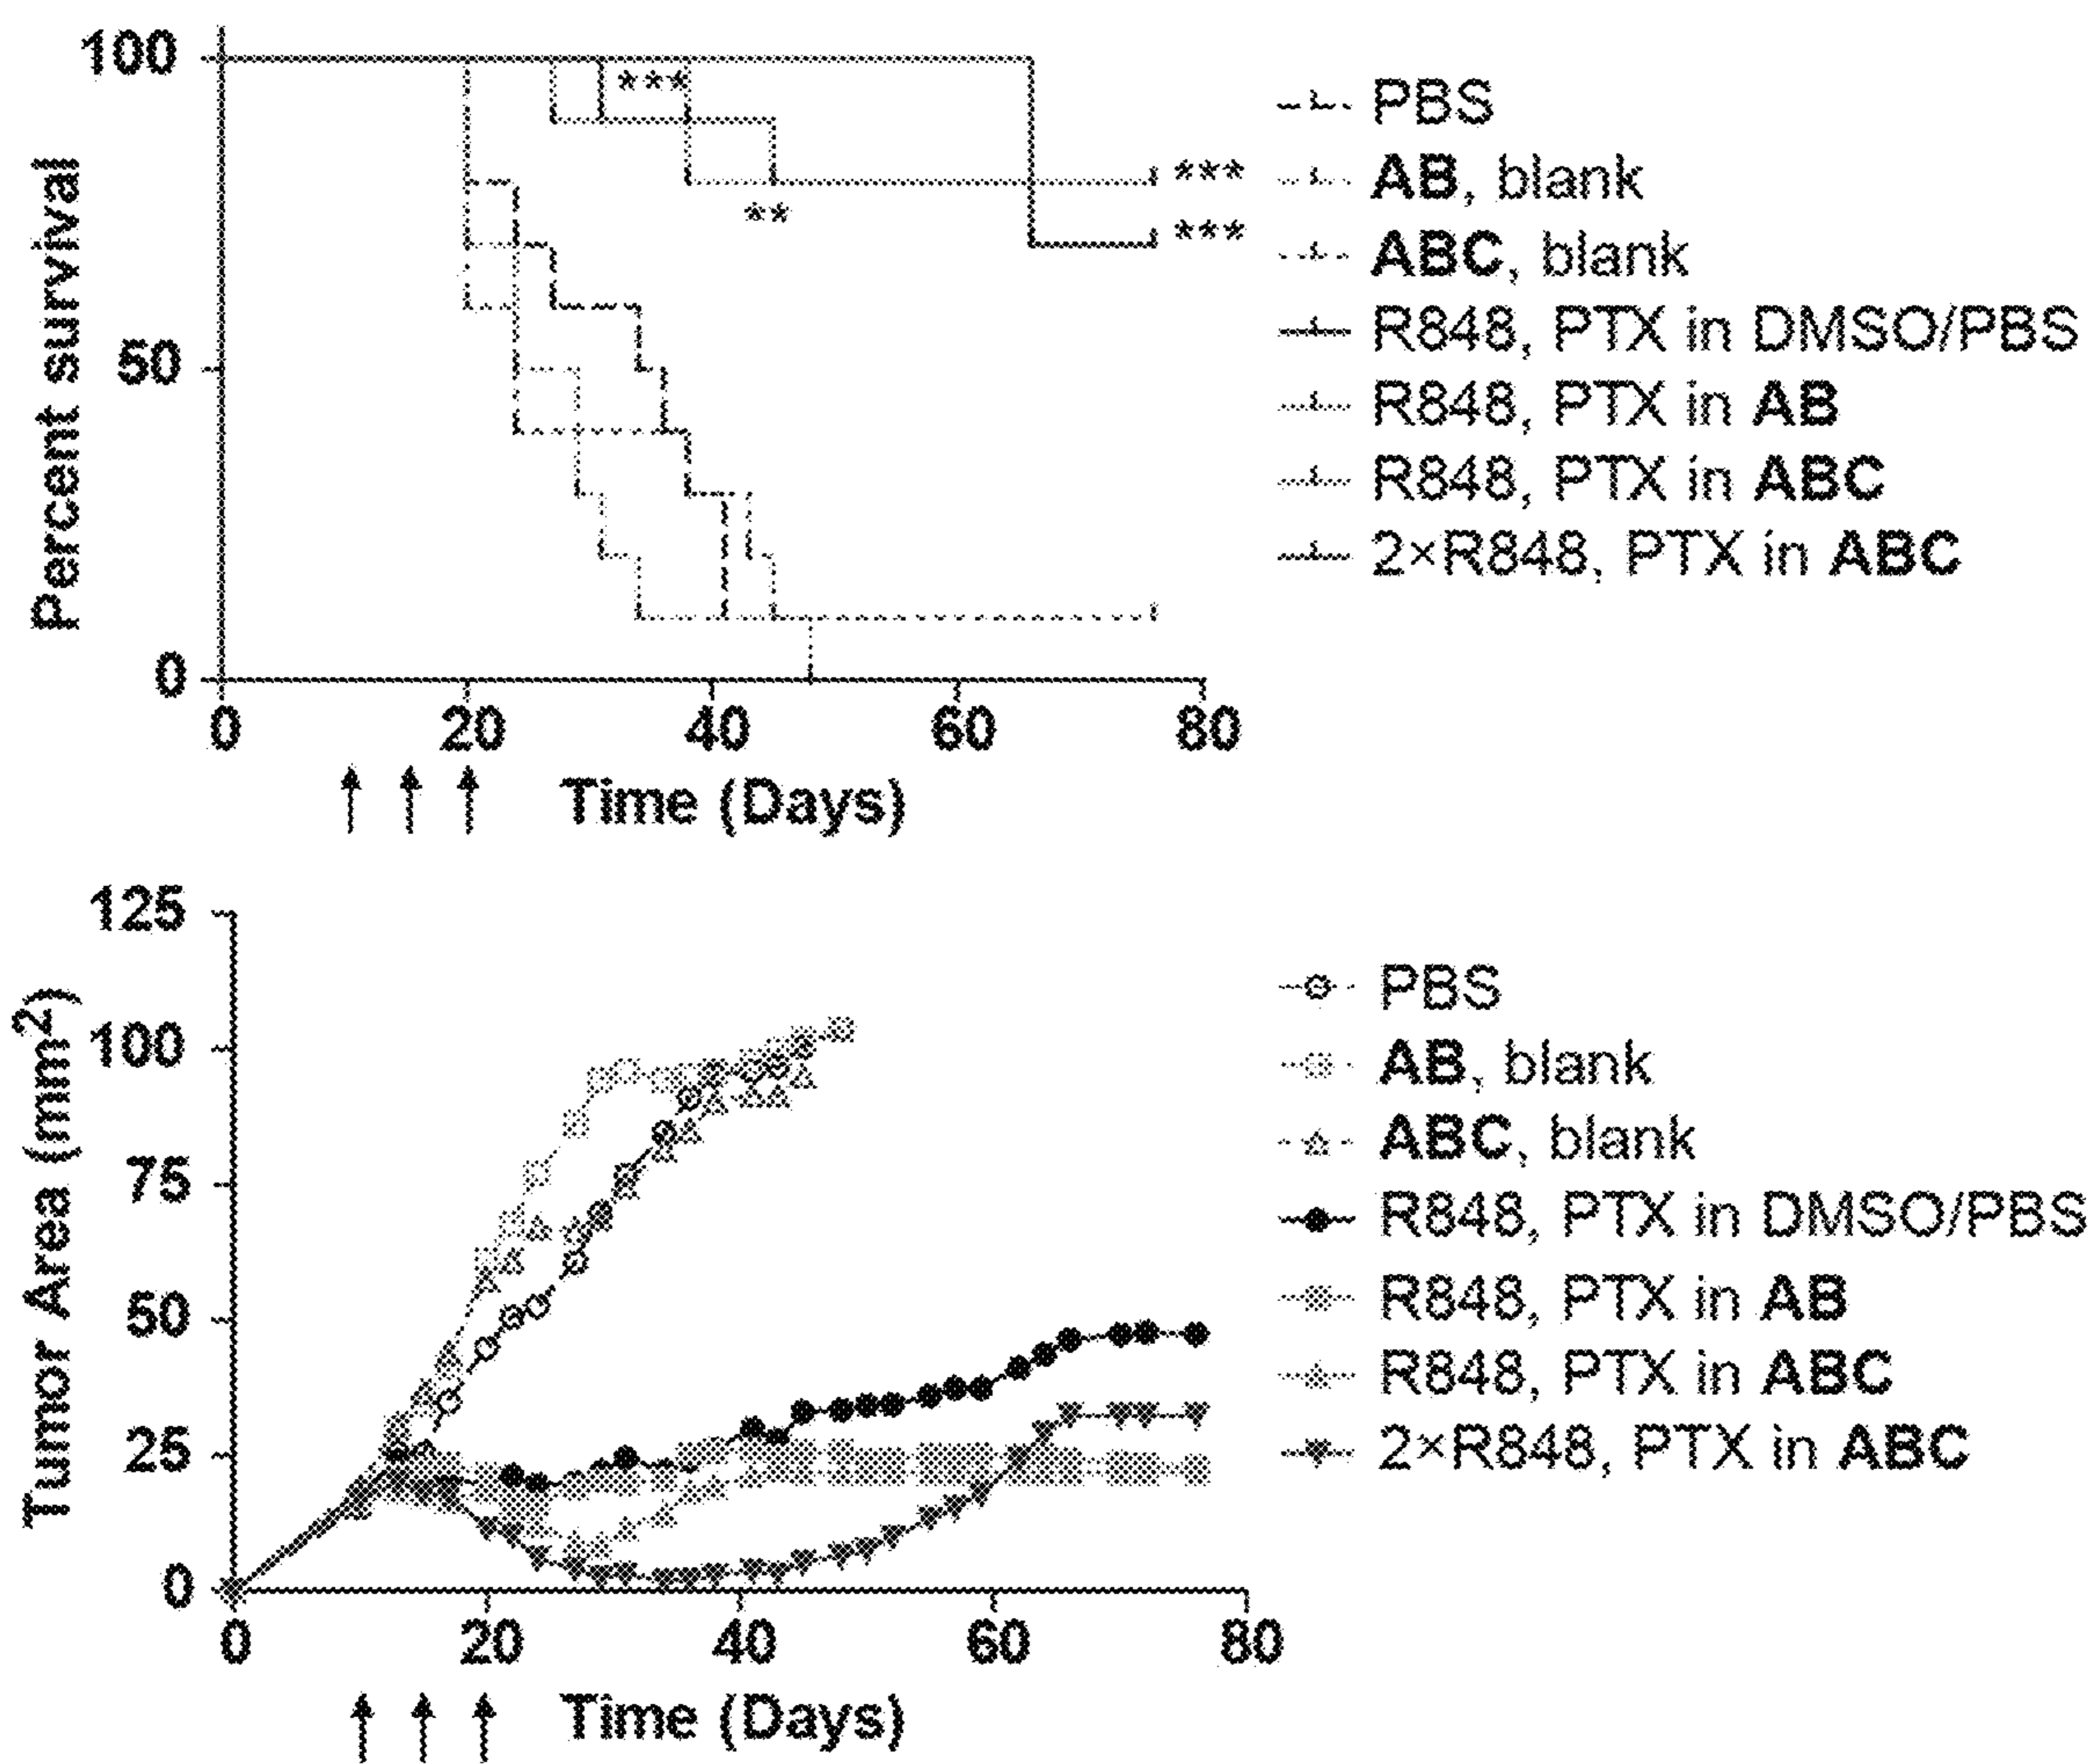 100
50
0
Percent survival
***
**
***
***
0 20 40 60 80
Time (Days)
PBS
AB, blank
ABC, blank
R848, PTX in DMSO/PBS
R848, PTX in AB
R848, PTX in ABC
2×R848, PTX in ABC
125
100
75
50
25
0
Tumor Area (mm²)
0 20 40 60 80
Time (Days)
PBS
AB, blank
ABC, blank
R848, PTX in DMSO/PBS
R848, PTX in AB
R848, PTX in ABC
2×R848, PTX in ABC